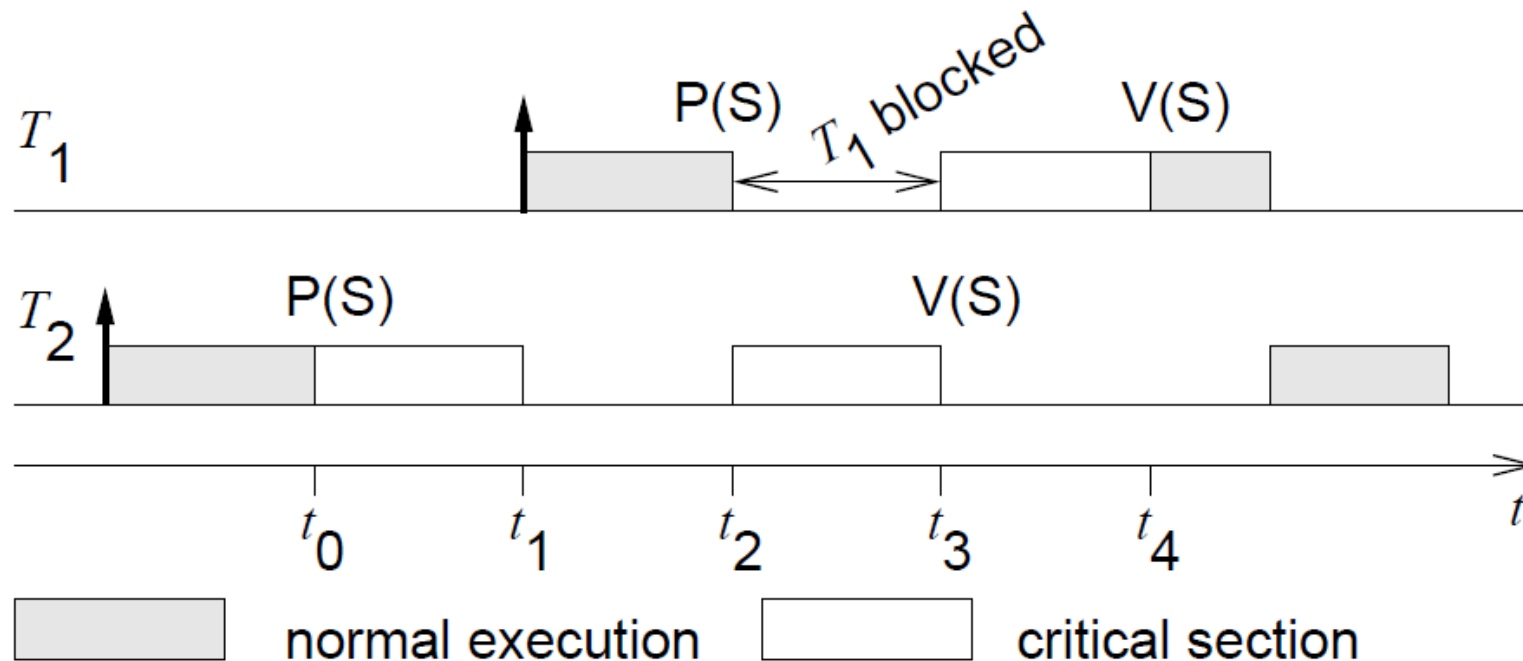 T1 P(S) T1 blocked V(S)
T2 P(S) V(S)
t0 t1 t2 t3 t4 t
normal execution critical section